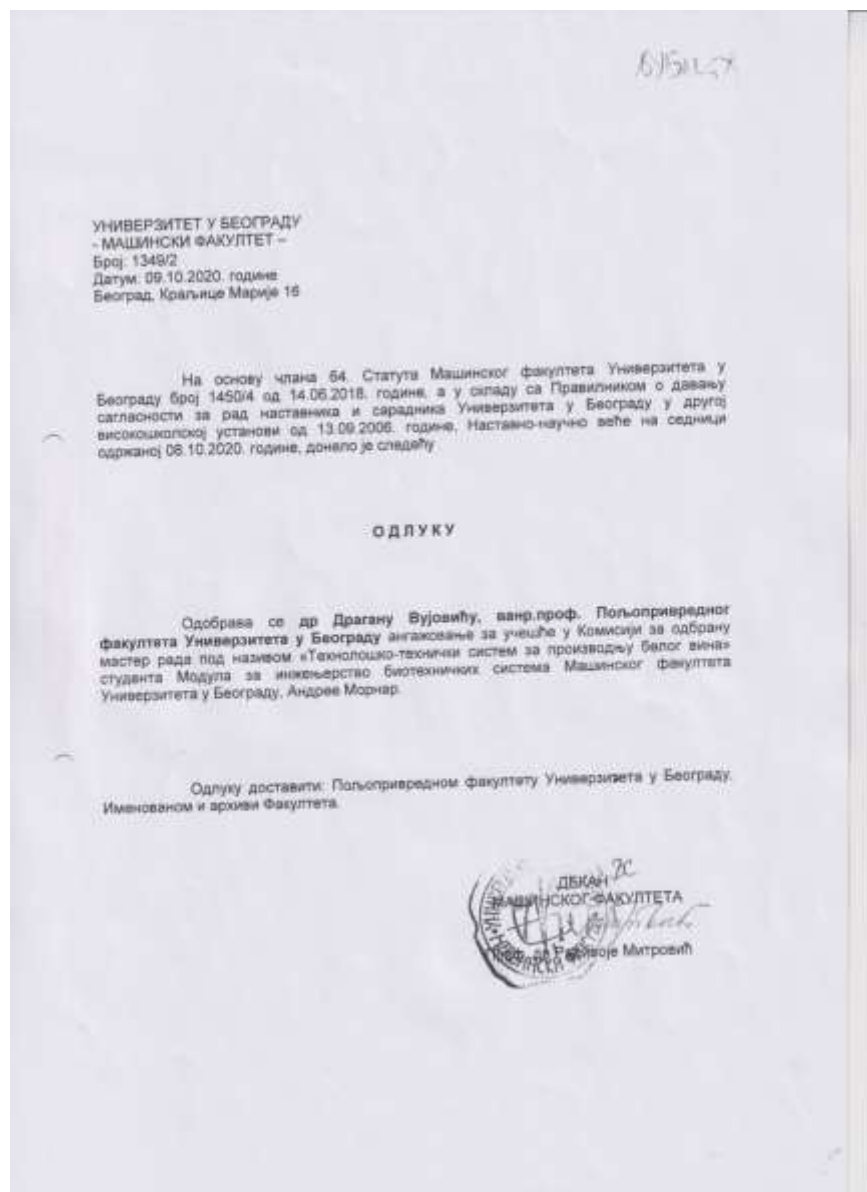 УНИВЕРЗИТЕТ У БЕОГРАДУ
- МАШИНСКИ ФАКУЛТЕТ –
Број: 1349/2
Датум: 09.10.2020. године
Београд, Краљице Марије 16
На основу члана 64. Статута Машинског факултета Универзитета у
Београду број 1450/4 од 14.06.2018. године, а у складу са Правилником о давању
сагласности за рад наставника и сарадника Универзитета у Београду у другој
високошколској установи од 13.09.2006. године, Наставно-научно веће на седници
одржаној 08.10.2020. године, донело је следећу
ОДЛУКУ
Одобрава се др Драгану Вујовићу, ванр.проф. Пољопривредног
факултета Универзитета у Београду ангажовање за учешће у Комисији за одбрану
мастер рада под називом «Технолошко-технички систем за производњу белог вина»
студента Модула за инжењерство биотехничких система Машинског факултета
Универзитета у Београду, Андрее Морнар.
Одлуку доставити: Пољопривредном факултету Универзитета у Београду,
Именованом и архиви Факултета.
ДЕКАН
МАШИНСКОГ ФАКУЛТЕТА
Проф. др Радивоје Митровић